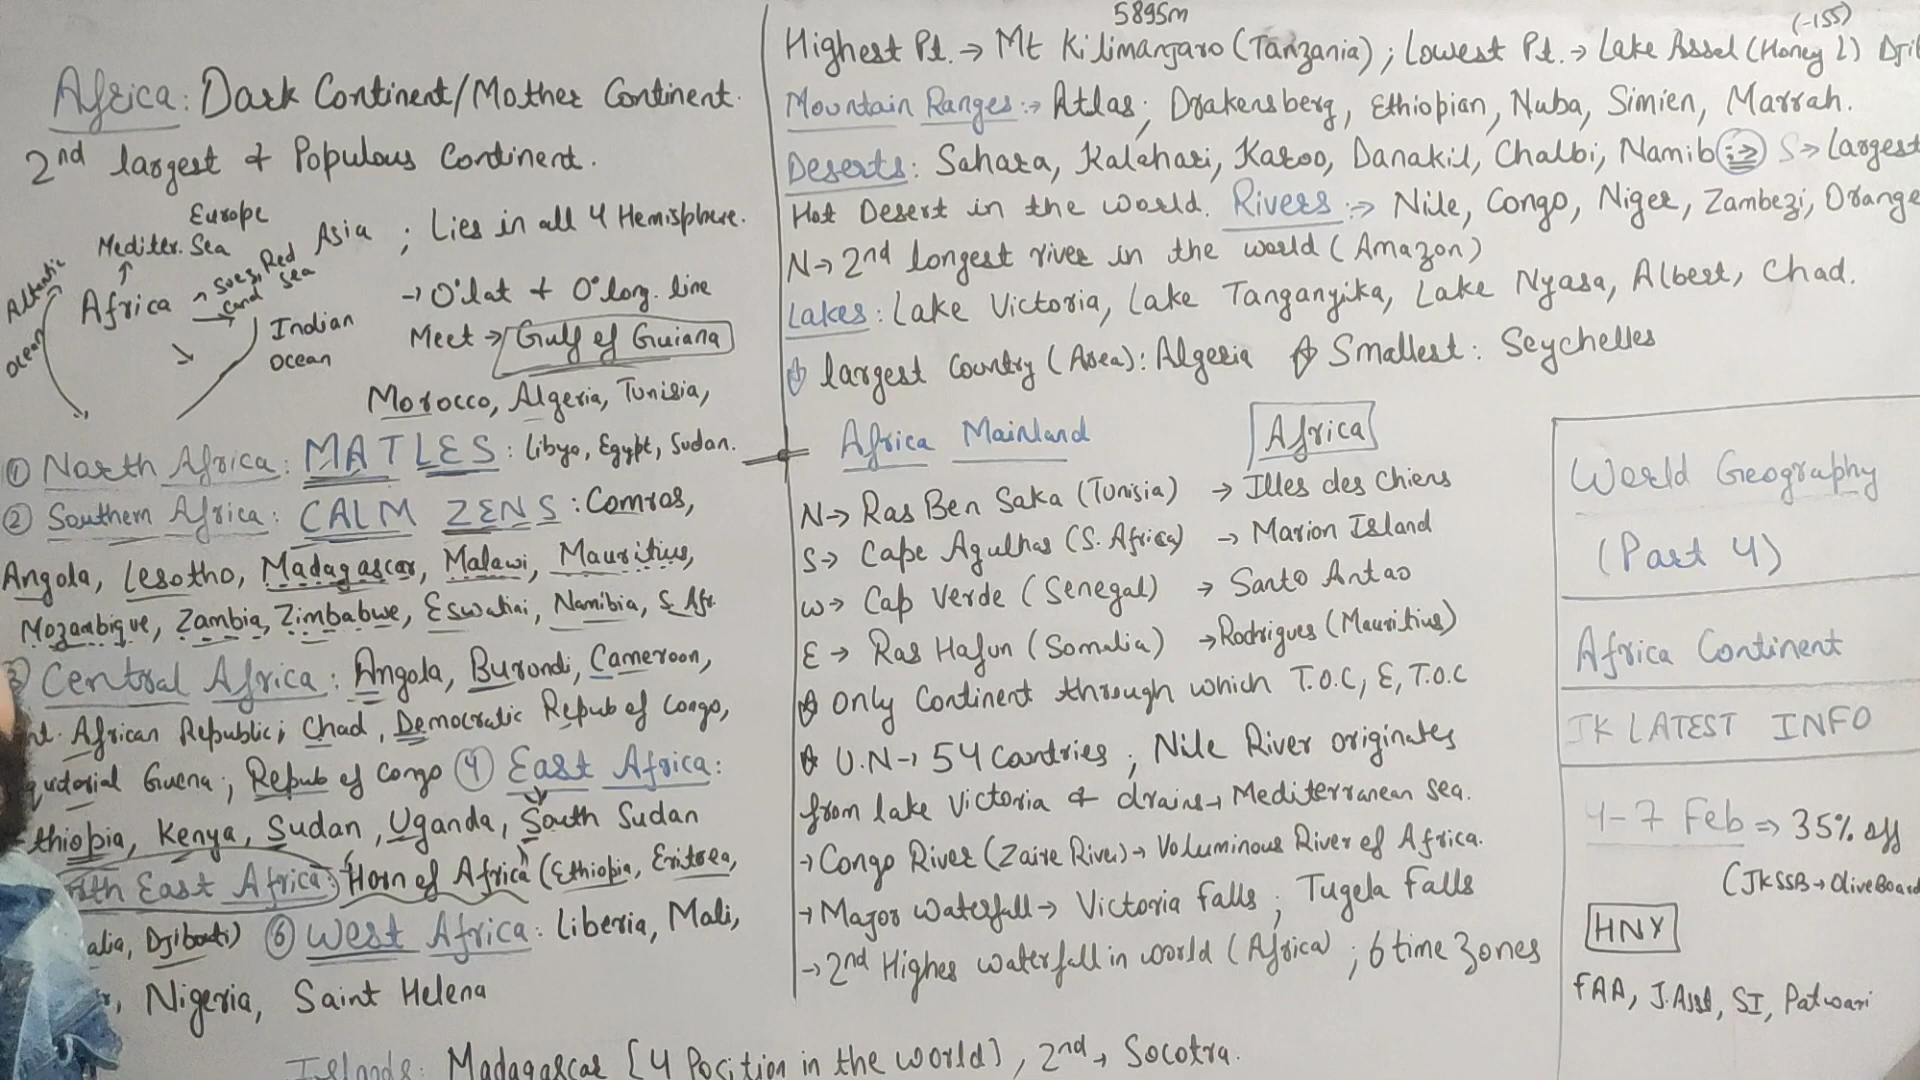 Africa: Dark Continent/Mother Continent.
2nd largest & Populous Continent.
Europe
Mediter. Sea
Asia
; Lies in all 4 Hemisphere.
Atlantic Ocean
Africa
Suez Canal
Red Sea
Indian Ocean
→ 0° lat + 0° long. line
Meet → Gulf of Guiana
Morocco, Algeria, Tunisia,
① North Africa: MATLES: Libya, Egypt, Sudan.
② Southern Africa: CALM ZENS: Comros,
Angola, Lesotho, Madagascar, Malawi, Mauritius,
Mozambique, Zambia, Zimbabwe, Eswatini, Namibia, S. Afr
Central Africa: Angola, Burundi, Cameroon,
nt. African Republic; Chad, Democratic Repub of Congo,
quatorial Guena; Repub of Congo ④ East Africa:
thiopia, Kenya, Sudan, Uganda, South Sudan
th East Africa: Horn of Africa (Ethiopia, Eritrea,
alia, Djibouti) ⑥ West Africa: Liberia, Mali,
Nigeria, Saint Helena
Islands: Madagascar [4 Position in the world], 2nd → Socotra.
5895m
(-155)
Highest Pt. → Mt Kilimanjaro (Tanzania); Lowest Pt. → Lake Assal (Honey L) Dji
Mountain Ranges :→ Atlas; Drakensberg, Ethiopian, Nuba, Simien, Marrah.
Deserts: Sahara, Kalahari, Karoo, Danakil, Chalbi, Namib :→ S → Largest
Hot Desert in the world. Rivers :→ Nile, Congo, Niger, Zambezi, Orange
N → 2nd longest river in the world (Amazon)
Lakes: Lake Victoria, Lake Tanganyika, Lake Nyasa, Albert, Chad.
largest Country (Area): Algeria Smallest: Seychelles
Africa Mainland
Africa
N → Ras Ben Saka (Tunisia) → Illes des Chiens
S → Cape Agulhas (S. Africa) → Marion Island
W → Cap Verde (Senegal) → Santo Antao
E → Ras Hafun (Somalia) → Rodrigues (Mauritius)
Only Continent through which T.O.C, E, T.O.C
U.N → 54 Countries; Nile River originates
from lake Victoria & drains → Mediterranean Sea.
→ Congo River (Zaire River) → Voluminous River of Africa.
→ Major Waterfall → Victoria Falls; Tugela Falls
→ 2nd Highes waterfall in world (Africa); 6 time Zones
World Geography
(Part 4)
Africa Continent
JK LATEST INFO
4-7 Feb ⇒ 35% off
(JKSSB → OliveBoard
HNY
FAA, J.Asst, SI, Patwari